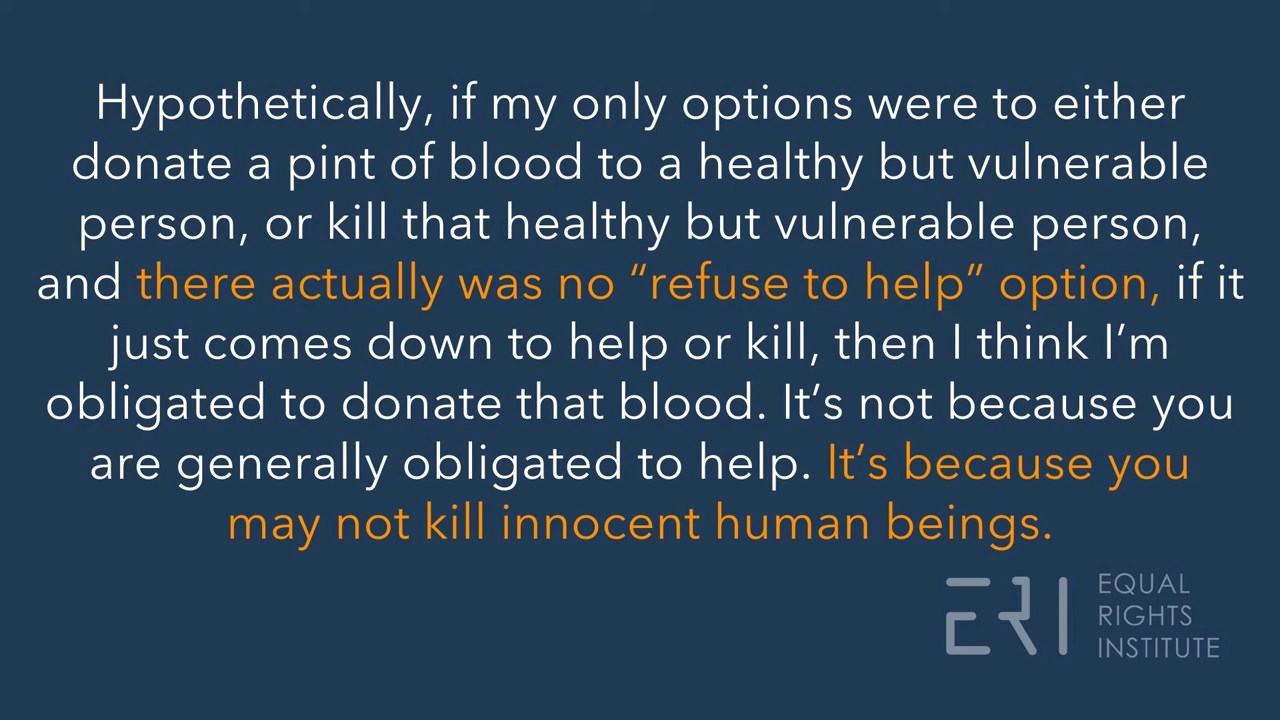 Hypothetically, if my only options were to either
donate a pint of blood to a healthy but vulnerable
person, or kill that healthy but vulnerable person,
and there actually was no “refuse to help” option, if it
just comes down to help or kill, then I think I’m
obligated to donate that blood. It’s not because you
are generally obligated to help. It’s because you
may not kill innocent human beings.
ERI
EQUAL
RIGHTS
INSTITUTE